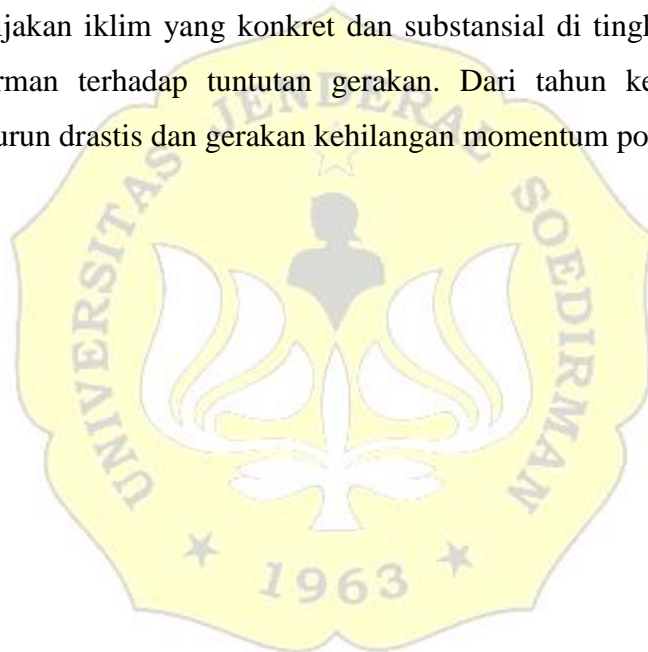 jakan iklim yang konkret dan substansial di tingk
rman terhadap tuntutan gerakan. Dari tahun ke
urun drastis dan gerakan kehilangan momentum po
UNIVERSITAS JENDERAL SOEDIRMAN
1963